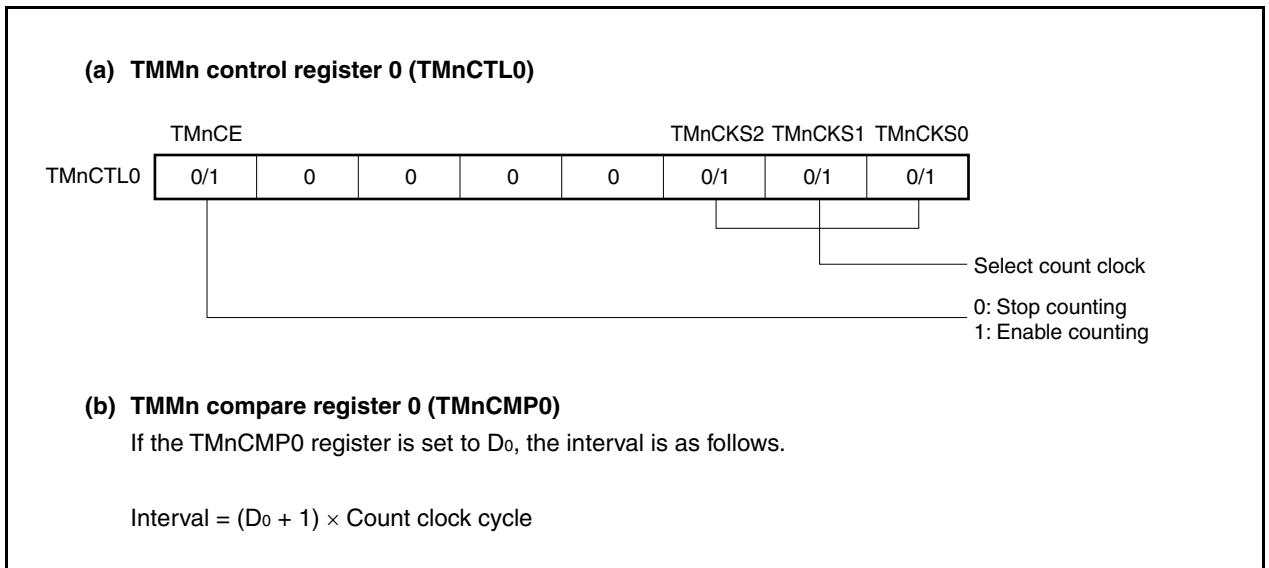 (a) TMMn control register 0 (TMnCTL0)
TMnCE TMnCKS2 TMnCKS1 TMnCKS0
TMnCTL0 0/1 0 0 0 0 0/1 0/1 0/1
Select count clock
0: Stop counting
1: Enable counting
(b) TMMn compare register 0 (TMnCMP0)
If the TMnCMP0 register is set to D0, the interval is as follows.
Interval = (D0 + 1) × Count clock cycle